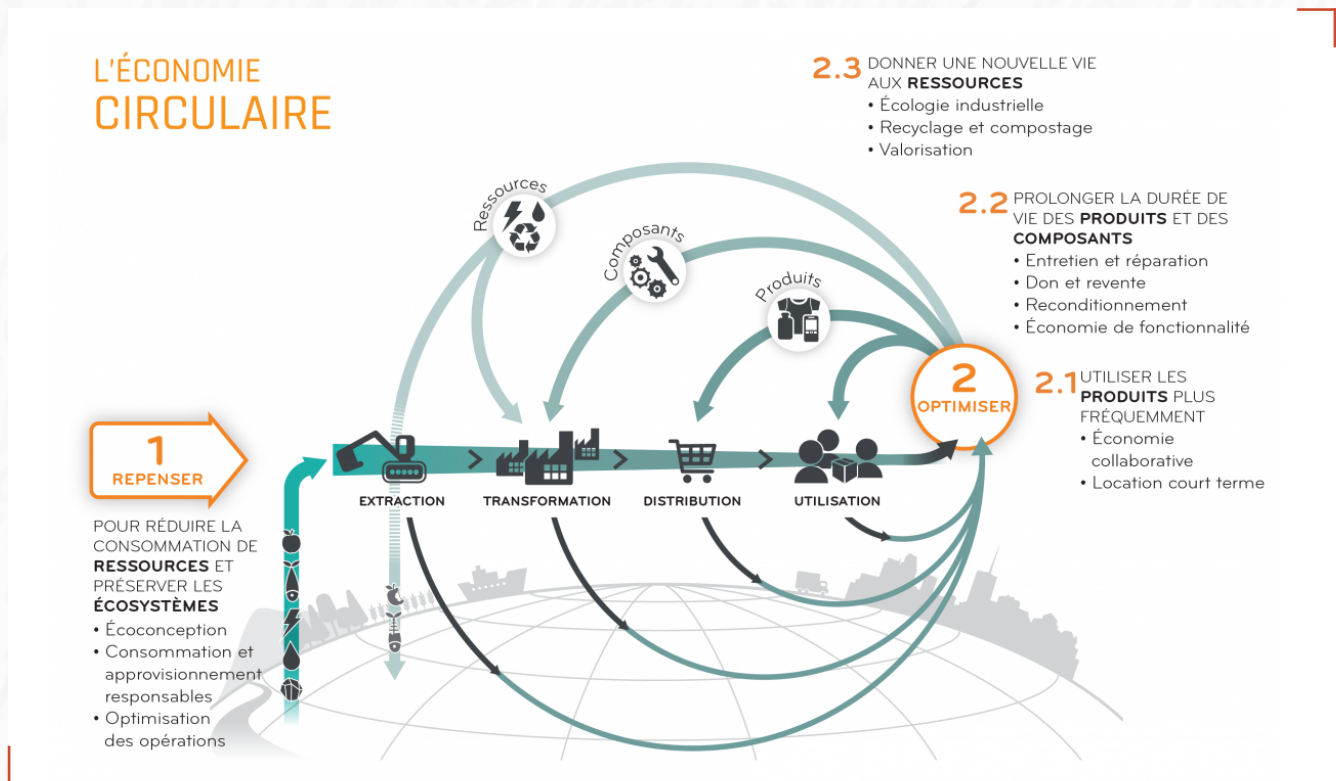 L'ÉCONOMIE
CIRCULAIRE
2.3 DONNER UNE NOUVELLE VIE
AUX RESSOURCES
• Écologie industrielle
• Recyclage et compostage
• Valorisation
2.2 PROLONGER LA DURÉE DE
VIE DES PRODUITS ET DES
COMPOSANTS
• Entretien et réparation
• Don et revente
• Reconditionnement
• Économie de fonctionnalité
2.1 UTILISER LES
PRODUITS PLUS
FRÉQUEMMENT
• Économie
collaborative
• Location court terme
Ressources
Composants
Produits
2
OPTIMISER
1
REPENSER
EXTRACTION
TRANSFORMATION
DISTRIBUTION
UTILISATION
POUR RÉDUIRE LA
CONSOMMATION DE
RESSOURCES ET
PRÉSERVER LES
ÉCOSYSTÈMES
• Écoconception
• Consommation et
approvisionnement
responsables
• Optimisation
des opérations